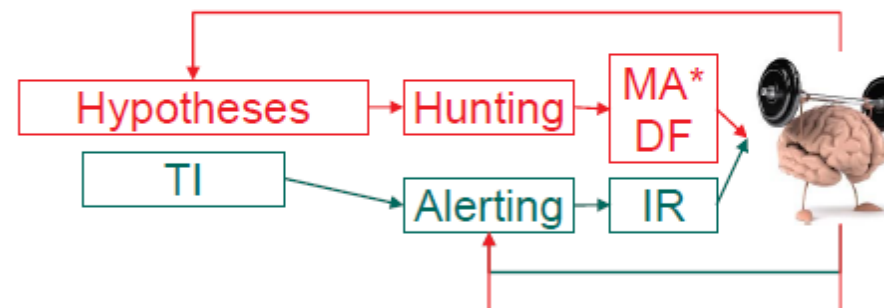 Hypotheses
Hunting
MA*
DF
TI
Alerting
IR